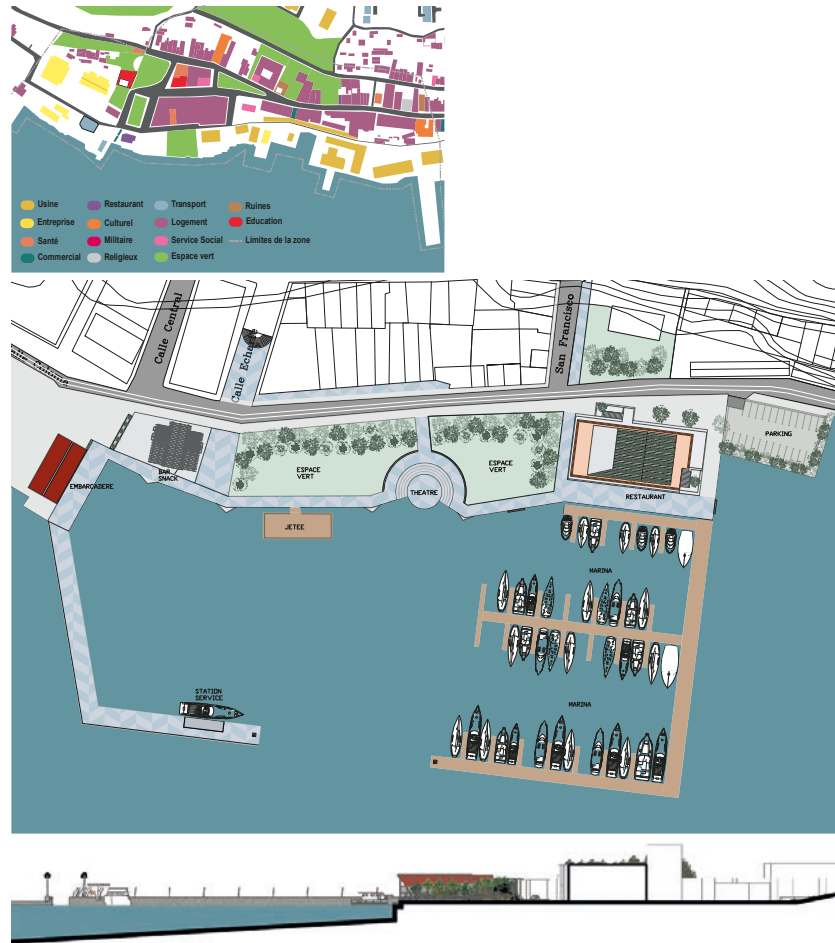 Usine
Restaurant
Transport
Ruines
Entreprise
Culturel
Logement
Education
Santé
Militaire
Service Social
Limites de la zone
Commercial
Religieux
Espace vert
Calle Central
San Francisco
PARKING
ESPACE
VERT
ESPACE
VERT
BAR
SNACK
EMBARCADERE
THEATRE
RESTAURANT
JETEE
MARINA
STATION
SERVICE
MARINA